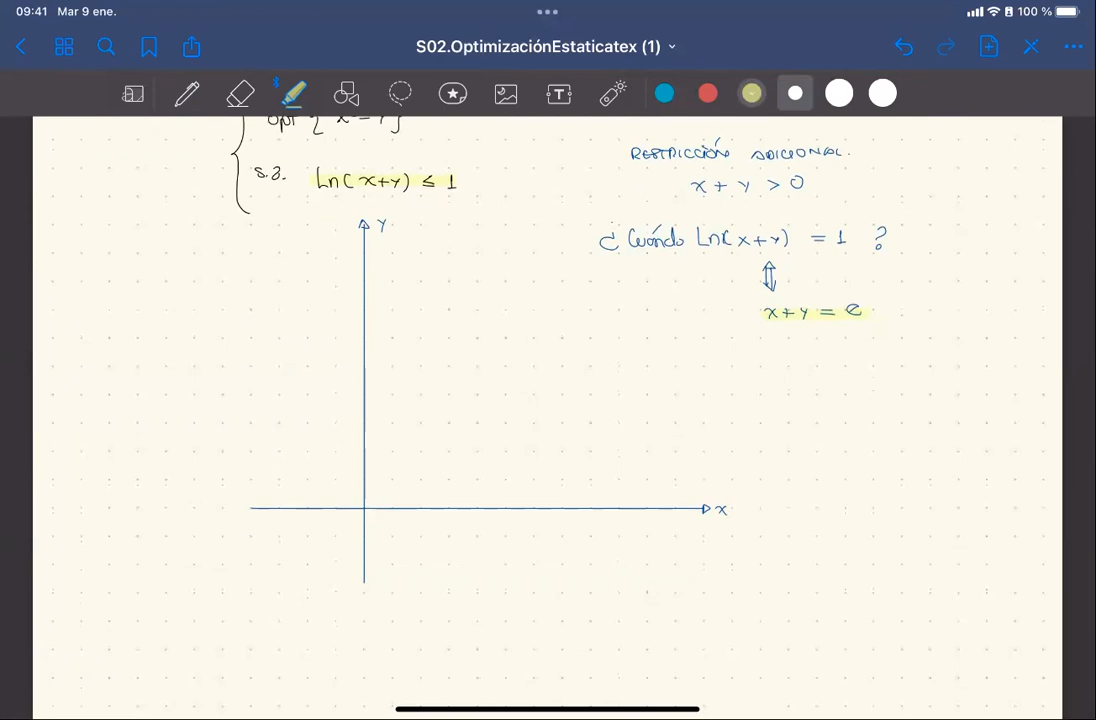 09:41 Mar 9 ene.
100 %
S02.OptimizaciónEstaticatex (1)
RESTRICCIÓN ADICIONAL.
s.a. Ln(x+y) ≤ 1
x + y > 0
Y
¿ Cuándo Ln(x+y) = 1 ?
x+y = e
x